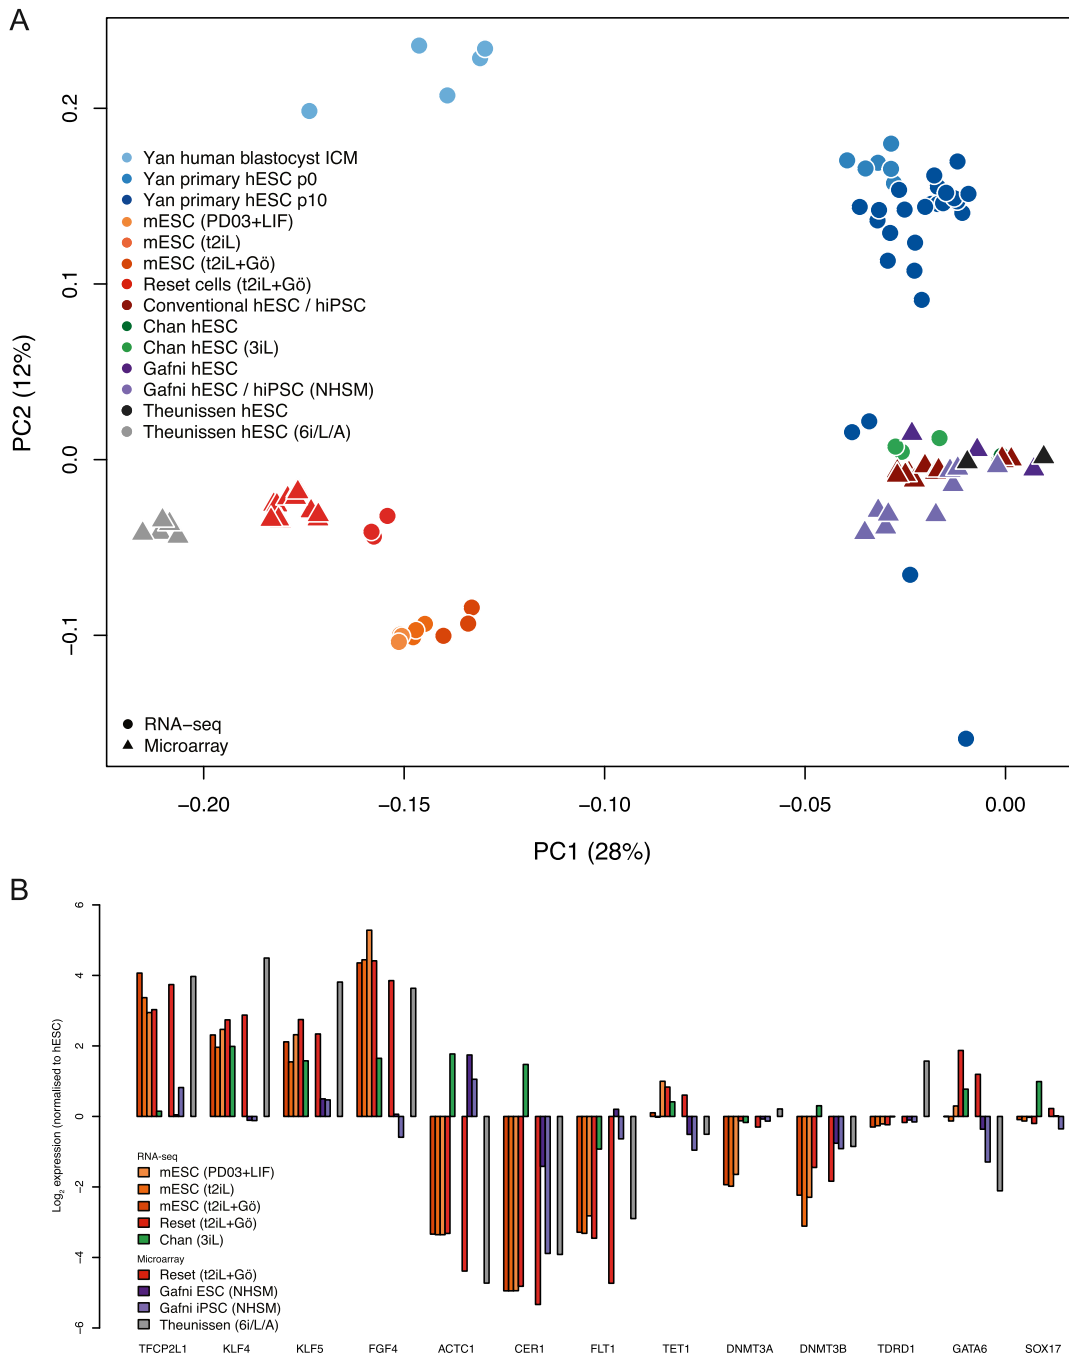 A
PC2 (12%)
0.2
0.1
0.0
−0.1
Yan human blastocyst ICM
Yan primary hESC p0
Yan primary hESC p10
mESC (PD03+LIF)
mESC (t2iL)
mESC (t2iL+Gö)
Reset cells (t2iL+Gö)
Conventional hESC / hiPSC
Chan hESC
Chan hESC (3iL)
Gafni hESC
Gafni hESC / hiPSC (NHSM)
Theunissen hESC
Theunissen hESC (6i/L/A)
RNA−seq
Microarray
−0.20 −0.15 −0.10 −0.05 0.00
PC1 (28%)
B
Log2 expression (normalised to hESC)
6
4
2
0
−2
−4
−6
RNA−seq
mESC (PD03+LIF)
mESC (t2iL)
mESC (t2iL+Gö)
Reset (t2iL+Gö)
Chan (3iL)
Microarray
Reset (t2iL+Gö)
Gafni ESC (NHSM)
Gafni iPSC (NHSM)
Theunissen (6i/L/A)
TFCP2L1 KLF4 KLF5 FGF4 ACTC1 CER1 FLT1 TET1 DNMT3A DNMT3B TDRD1 GATA6 SOX17